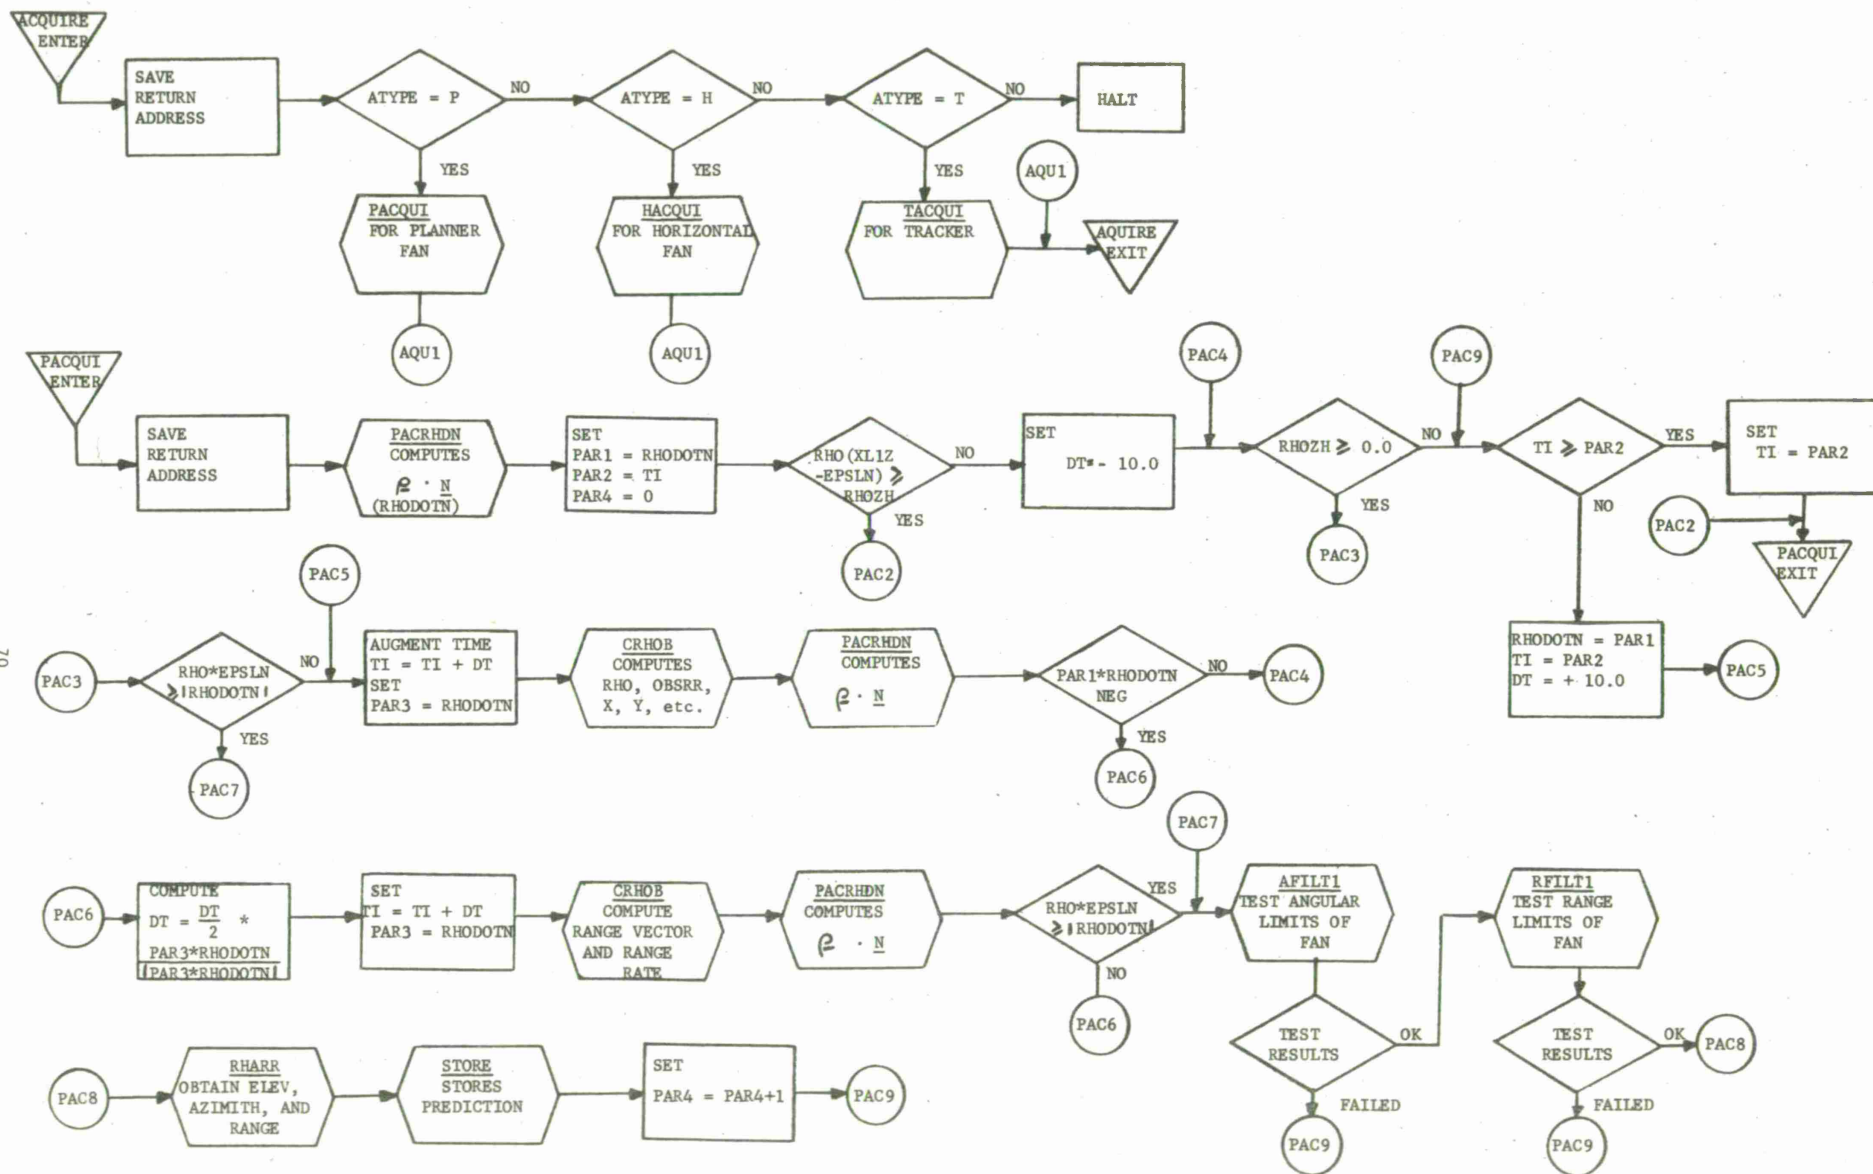 ACQUIRE
ENTER
SAVE
RETURN
ADDRESS
ATYPE = P
NO
ATYPE = H
NO
ATYPE = T
NO
HALT
YES
YES
YES
AQU1
PACQUI
FOR PLANNER
FAN
HACQUI
FOR HORIZONTAL
FAN
TACQUI
FOR TRACKER
AQUIRE
EXIT
AQU1
AQU1
PACQUI
ENTER
SAVE
RETURN
ADDRESS
PACRHDN
COMPUTES
ρ · N
(RHODOTN)
SET
PAR1 = RHODOTN
PAR2 = TI
PAR4 = 0
RHO(XL1Z
-EPSLN) ≥
RHOZH
NO
YES
PAC2
SET
DT = - 10.0
PAC4
RHOZH ≥ 0.0
NO
YES
PAC3
PAC9
TI ≥ PAR2
YES
NO
SET
TI = PAR2
PAC2
PACQUI
EXIT
RHODOTN = PAR1
TI = PAR2
DT = + 10.0
PAC5
PAC5
PAC3
RHO*EPSLN
≥|RHODOTN|
NO
YES
PAC7
AUGMENT TIME
TI = TI + DT
SET
PAR3 = RHODOTN
CRHOB
COMPUTES
RHO, OBSRR,
X, Y, etc.
PACRHDN
COMPUTES
ρ · N
PAR1*RHODOTN
NEG
NO
PAC4
YES
PAC6
70
PAC6
COMPUTE
DT = DT/2 *
PAR3*RHODOTN
|PAR3*RHODOTN|
SET
TI = TI + DT
PAR3 = RHODOTN
CRHOB
COMPUTE
RANGE VECTOR
AND RANGE
RATE
PACRHDN
COMPUTES
ρ · N
RHO*EPSLN
≥|RHODOTN|
YES
NO
PAC6
PAC7
AFILT1
TEST ANGULAR
LIMITS OF
FAN
TEST
RESULTS
OK
FAILED
PAC9
RFILT1
TEST RANGE
LIMITS OF
FAN
TEST
RESULTS
OK
PAC8
FAILED
PAC9
PAC8
RHARR
OBTAIN ELEV,
AZIMITH, AND
RANGE
STORE
STORES
PREDICTION
SET
PAR4 = PAR4+1
PAC9